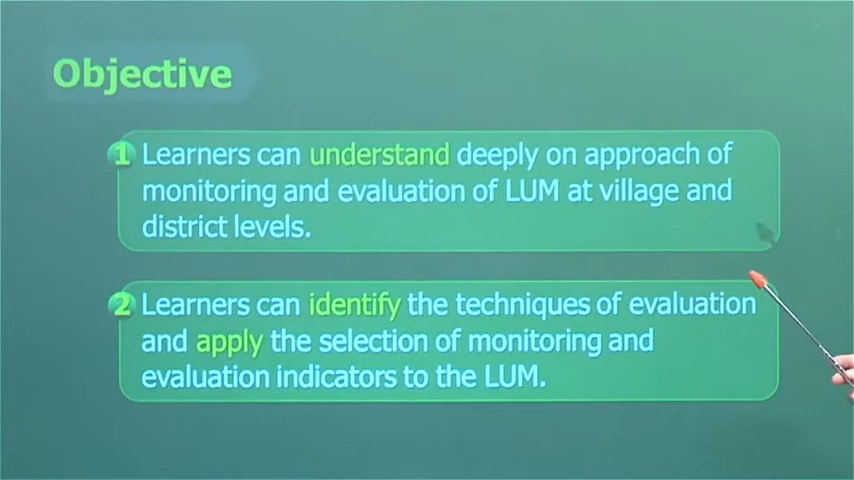 Objective
1 Learners can understand deeply on approach of
monitoring and evaluation of LUM at village and
district levels.
2 Learners can identify the techniques of evaluation
and apply the selection of monitoring and
evaluation indicators to the LUM.